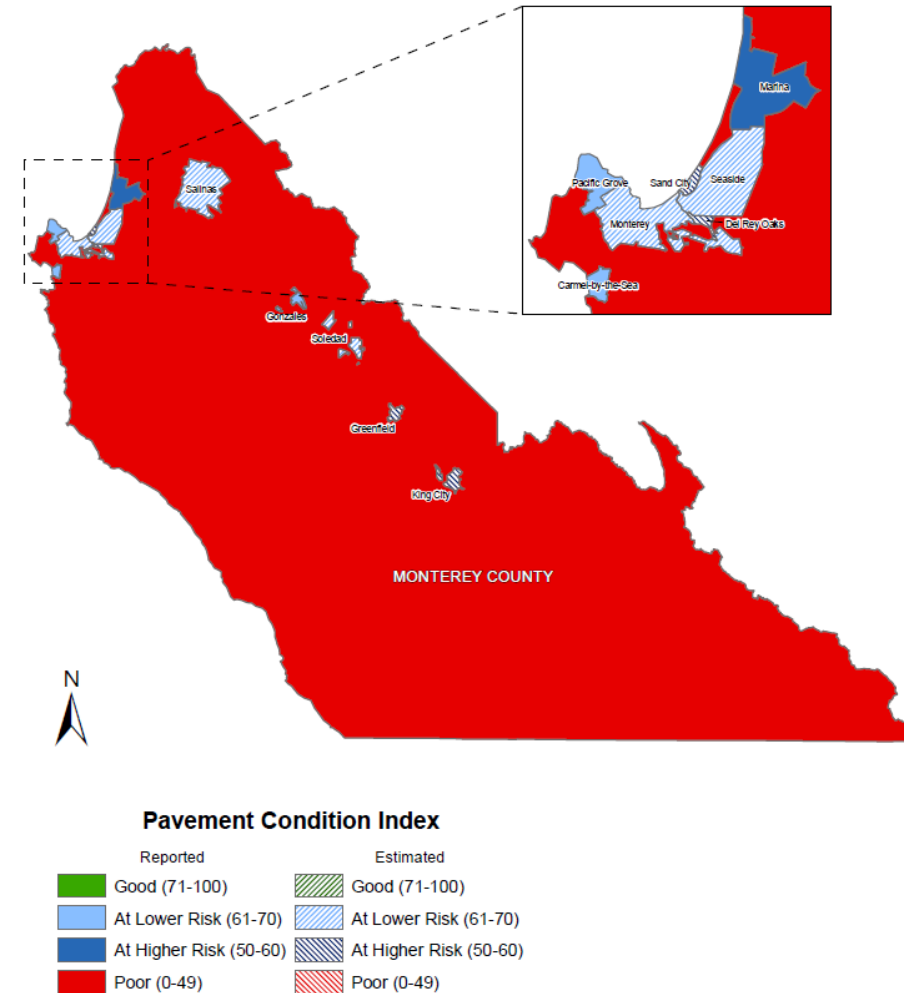 Marina
Pacific Grove
Sand City
Seaside
Monterey
Del Rey Oaks
Carmel-by-the-Sea
Salinas
Gonzales
Soledad
Greenfield
King City
MONTEREY COUNTY
N
Pavement Condition Index
Reported Estimated
Good (71-100) Good (71-100)
At Lower Risk (61-70) At Lower Risk (61-70)
At Higher Risk (50-60) At Higher Risk (50-60)
Poor (0-49) Poor (0-49)